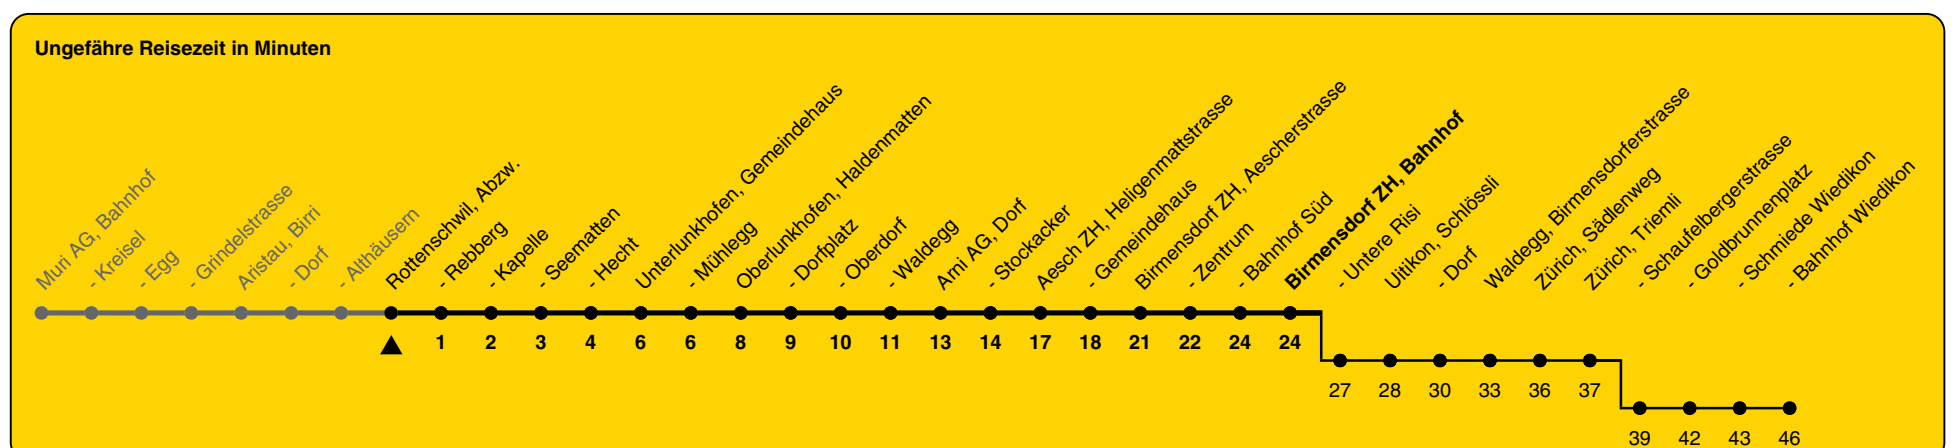 Ungefähre Reisezeit in Minuten
Muri AG, Bahnhof
- Kreisel
- Egg
- Grindelstrasse
Aristau, Birri
- Dorf
- Althäusern
Rottenschwil, Abzw.
- Rebberg
- Kapelle
- Seematten
- Hecht
Unterlunkhofen, Gemeindehaus
- Mühlegg
Oberlunkhofen, Haldenmatten
- Dorfplatz
- Oberdorf
- Waldegg
Arni AG, Dorf
- Stockacker
Aesch ZH, Heligenmattstrasse
- Gemeindehaus
Birmensdorf ZH, Aescherstrasse
- Zentrum
- Bahnhof Süd
Birmensdorf ZH, Bahnhof
- Untere Risi
Uitikon, Schlössli
- Dorf
Waldegg, Birmensdorferstrasse
Zürich, Sädlenweg
Zürich, Triemli
- Schaufelbergerstrasse
- Goldbrunnenplatz
- Schmiede Wiedikon
- Bahnhof Wiedikon
1 2 3 4 6 6 8 9 10 11 13 14 17 18 21 22 24 24
27 28 30 33 36 37
39 42 43 46